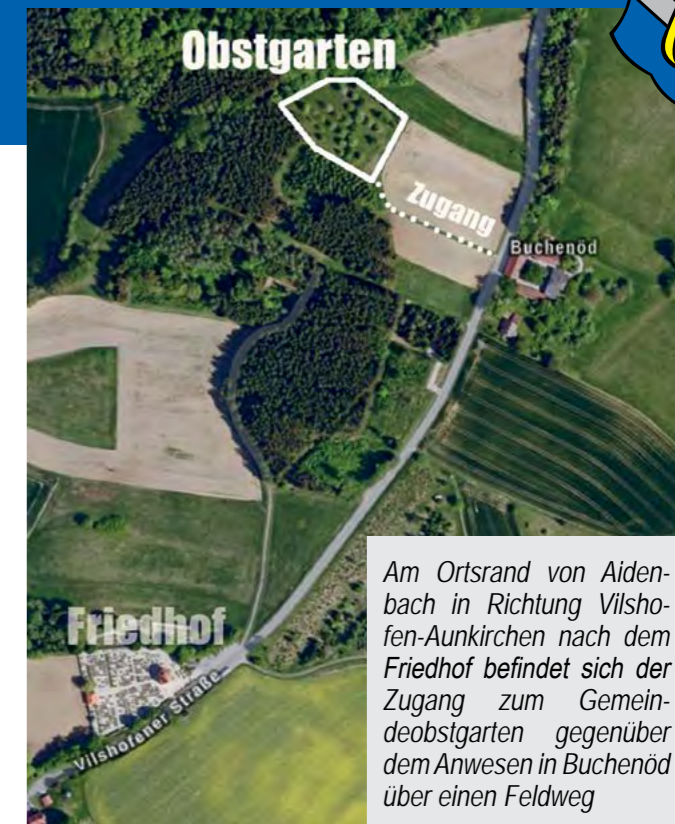 Obstgarten
Zugang
Buchenöd
Friedhof
Vilshofener Straße
Am Ortsrand von Aiden-
bach in Richtung Vilsho-
fen-Aunkirchen nach dem
Friedhof befindet sich der
Zugang zum Gemein-
deobstgarten gegenüber
dem Anwesen in Buchenöd
über einen Feldweg